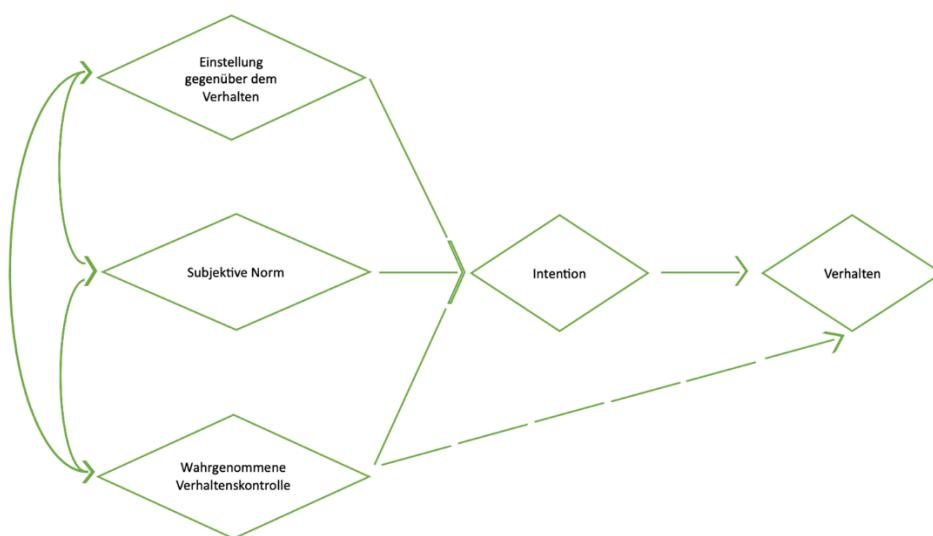 Einstellung
gegenüber dem
Verhalten
Subjektive Norm
Intention
Verhalten
Wahrgenommene
Verhaltenskontrolle